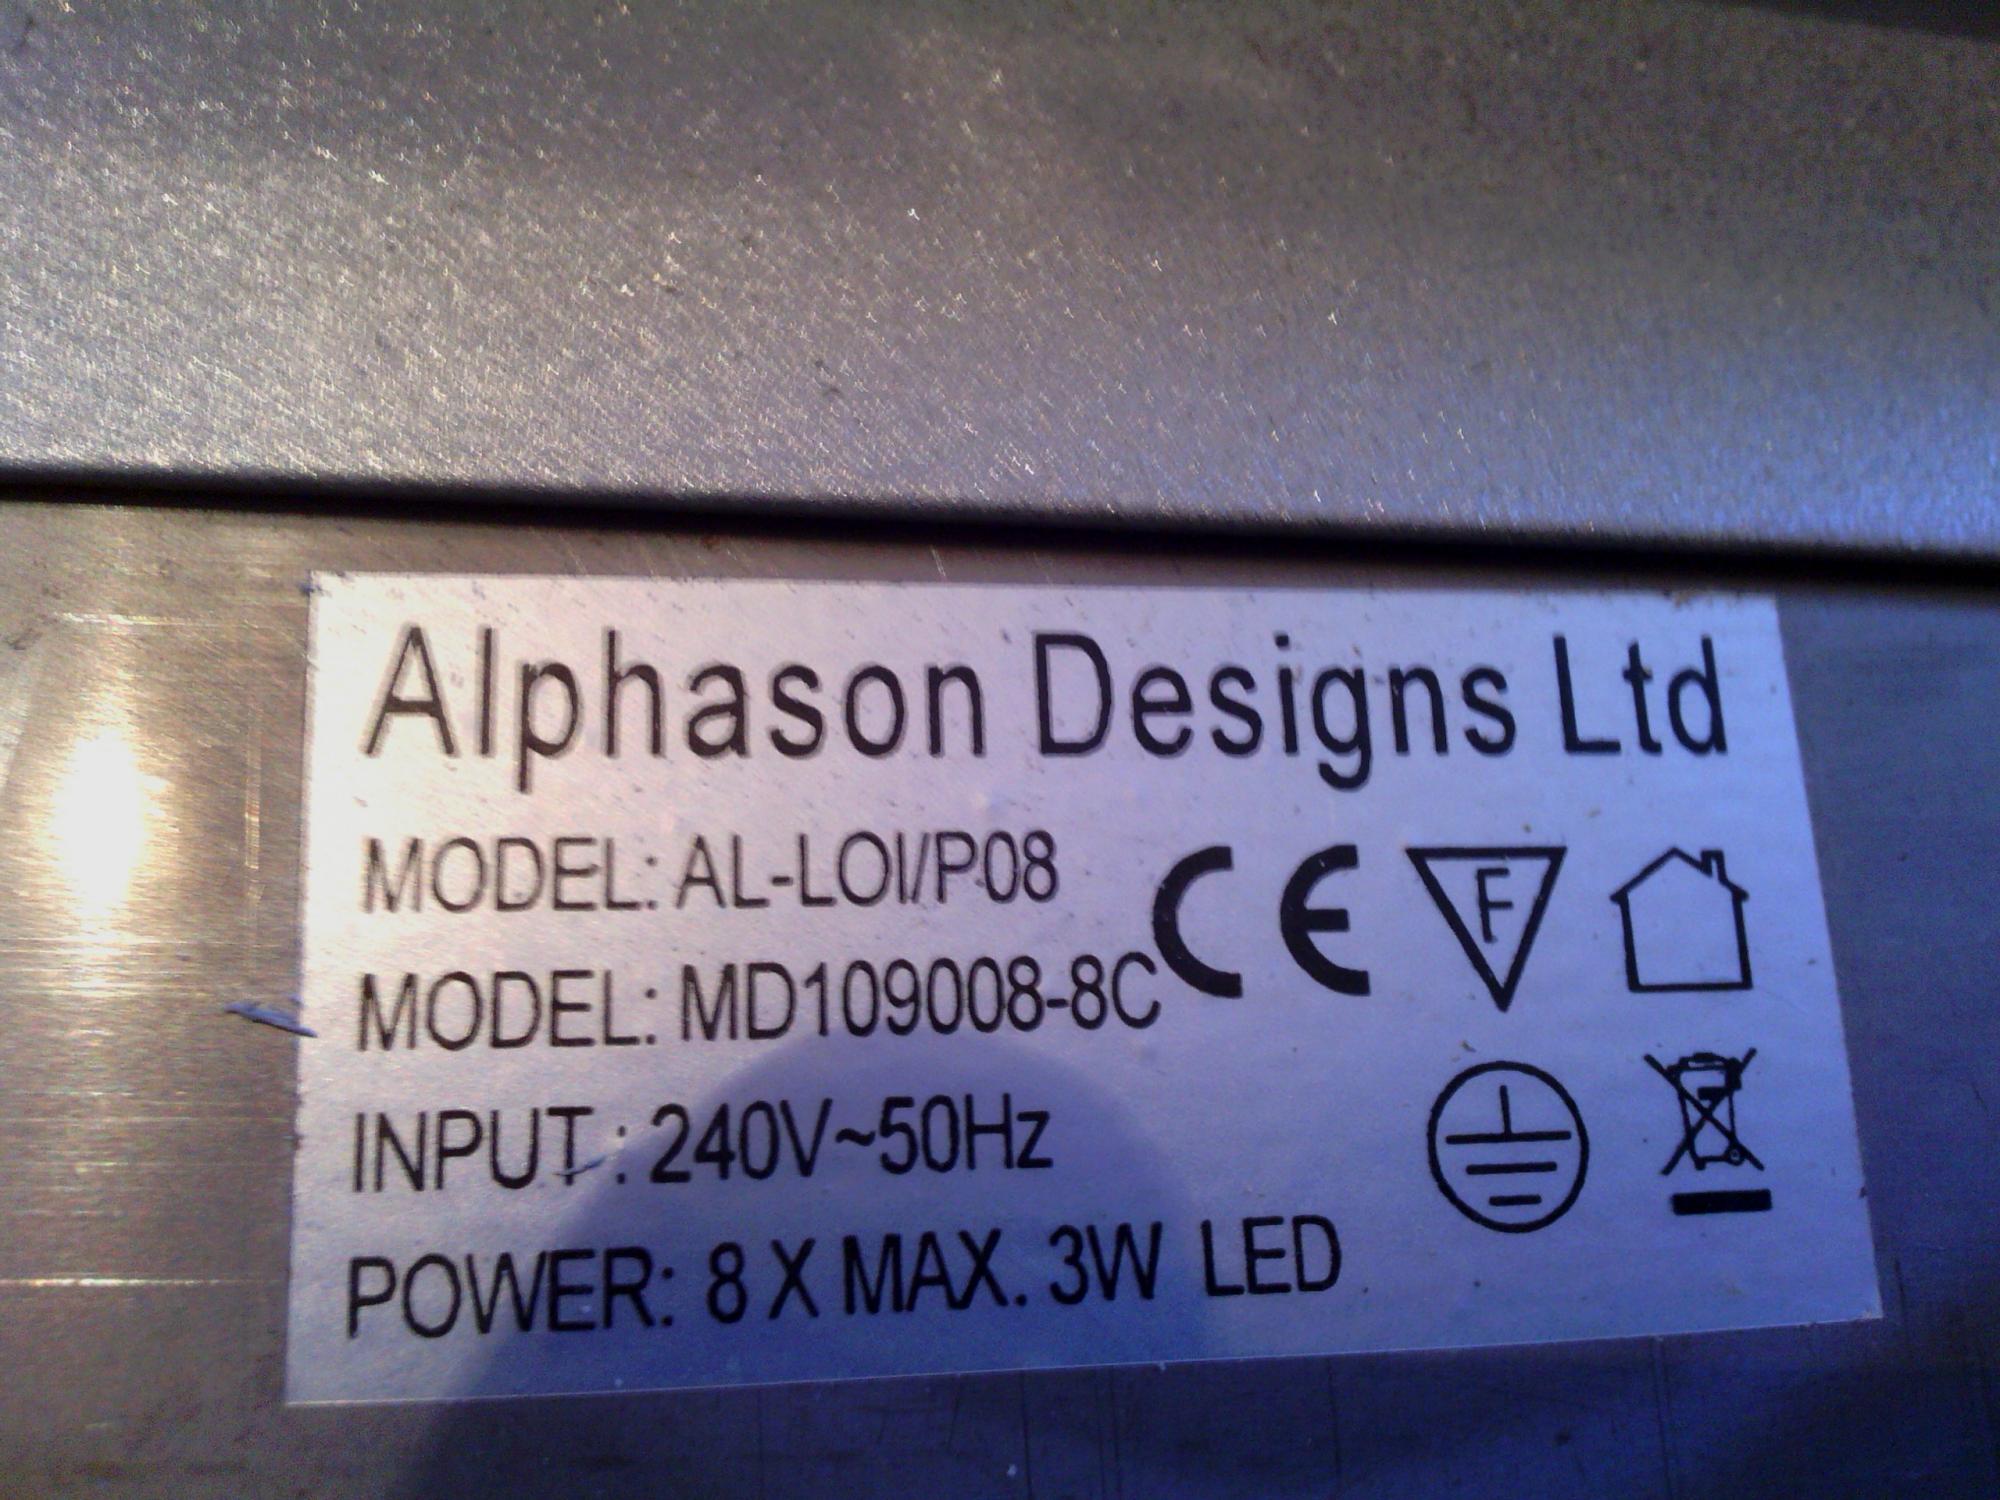 Alphason Designs Ltd
MODEL: AL-LOI/P08
MODEL: MD109008-8C
CE
F
INPUT : 240V~50Hz
POWER: 8 X MAX. 3W LED